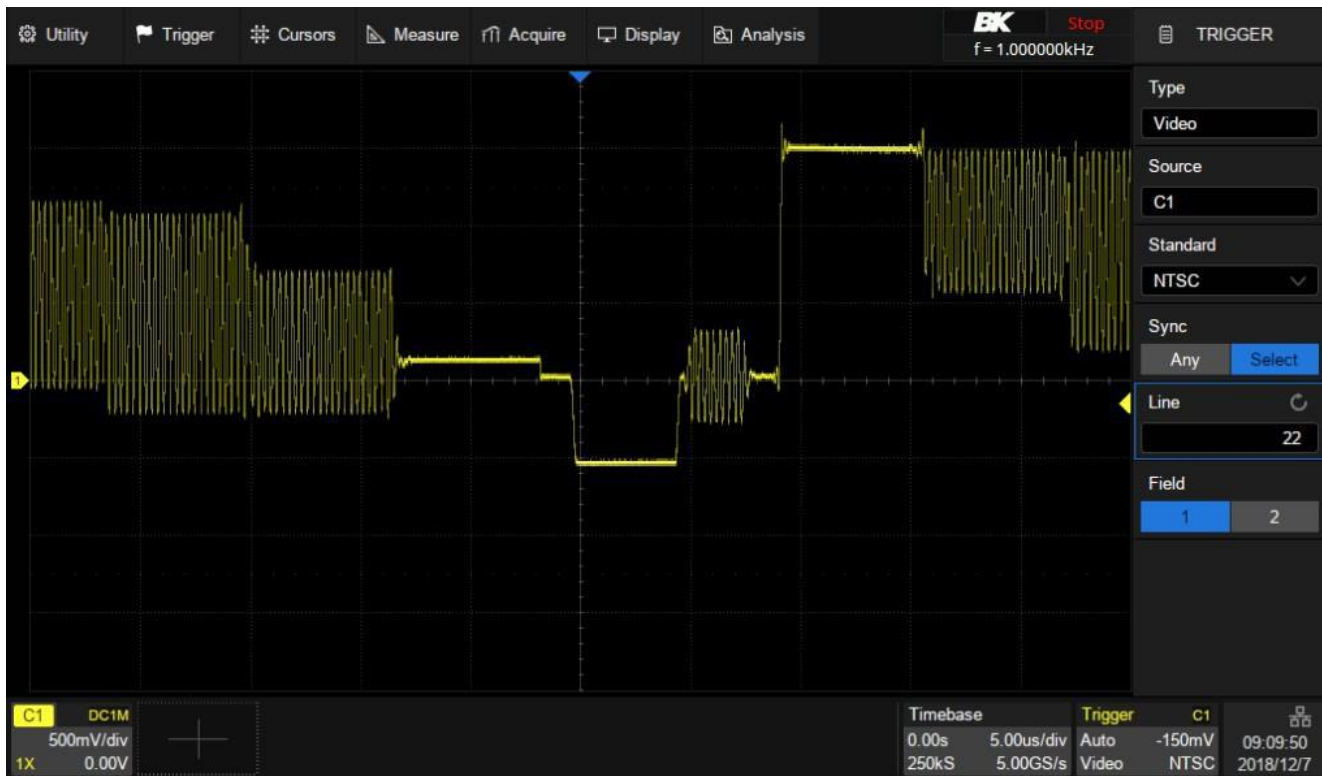 Utility Trigger Cursors Measure Acquire Display Analysis
BK Stop
f = 1.000000kHz
TRIGGER
Type
Video
Source
C1
Standard
NTSC
Sync
Any Select
Line
22
Field
1 2
1
C1 DC1M
500mV/div
1X 0.00V
Timebase
0.00s 5.00us/div
250kS 5.00GS/s
Trigger C1
Auto -150mV
Video NTSC
09:09:50
2018/12/7